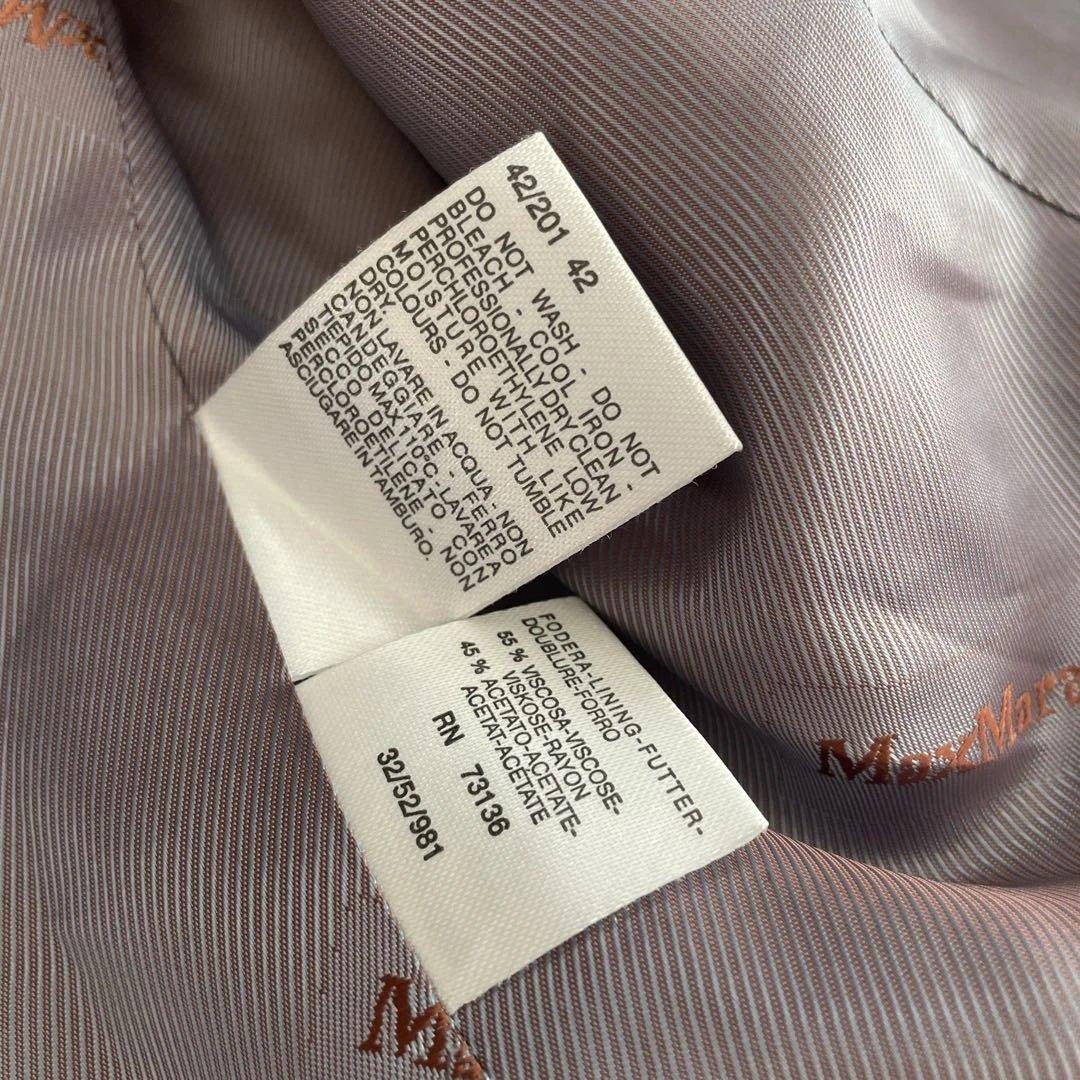 42/201 42
DO NOT WASH - DO NOT
BLEACH - COOL IRON -
PROFESSIONALLY DRY CLEAN -
PERCHLOROETHYLENE LOW
MOISTURE WITH LIKE
COLOURS - DO NOT TUMBLE
DRY.
NON LAVARE IN ACQUA - NON
CANDEGGIARE - FERRO
TIEPIDO MAX 110°C - LAVARE A
SECCO DELICATO CON
PERCLOROETILENE - NON
ASCIUGARE IN TAMBURO.
FODERA-LINING-FUTTER-
DOUBLURE-FORRO
55 % VISCOSA-VISCOSE-
VISKOSE-RAYON
45 % ACETATO-ACETATE-
ACETAT-ACETATE
RN 73136
32/52/981
MaxMara